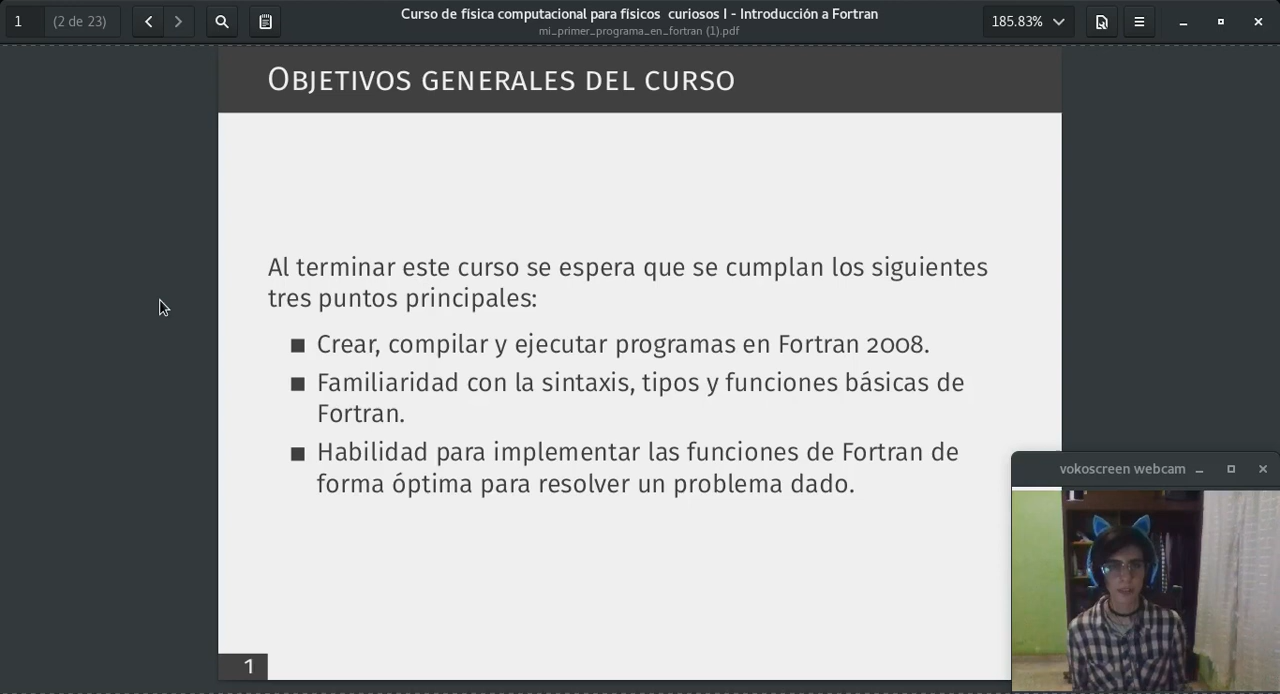 1 (2 de 23)
Curso de física computacional para físicos curiosos I - Introducción a Fortran
mi_primer_programa_en_fortran (1).pdf
185.83%
Objetivos generales del curso
Al terminar este curso se espera que se cumplan los siguientes
tres puntos principales:
Crear, compilar y ejecutar programas en Fortran 2008.
Familiaridad con la sintaxis, tipos y funciones básicas de
Fortran.
Habilidad para implementar las funciones de Fortran de
forma óptima para resolver un problema dado.
vokoscreen webcam
1